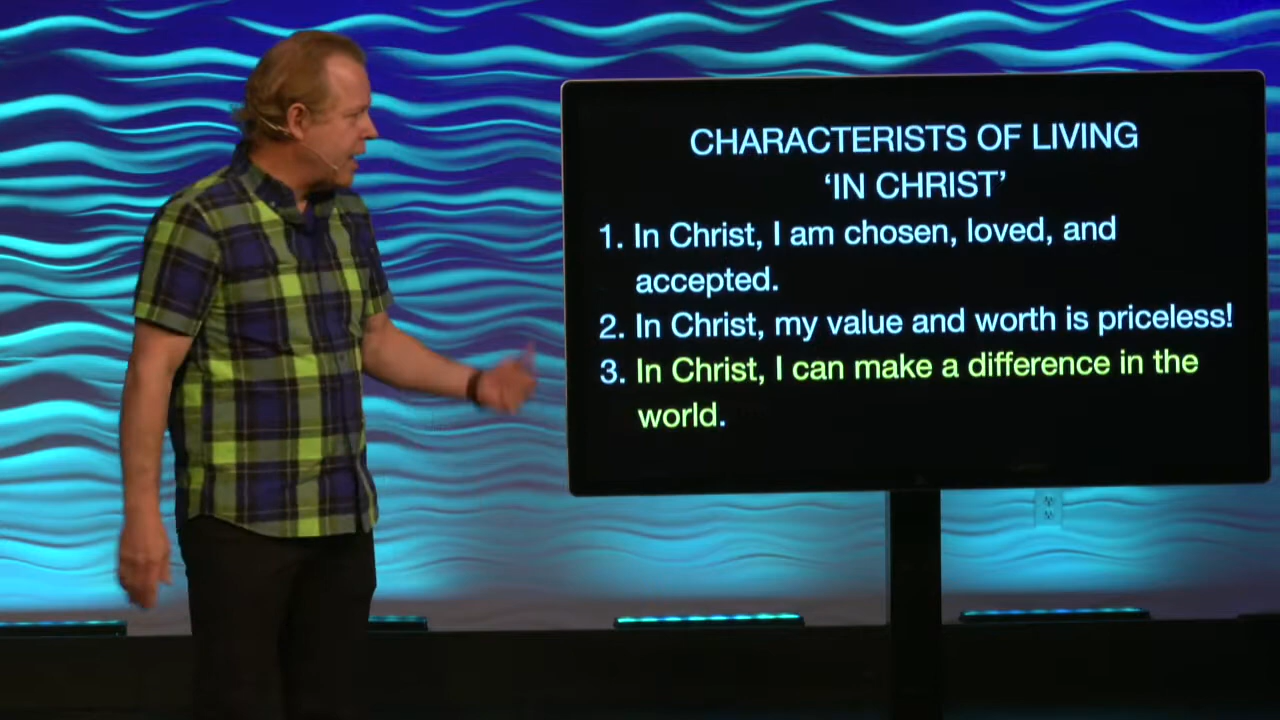 CHARACTERISTS OF LIVING
‘IN CHRIST’
1. In Christ, I am chosen, loved, and
accepted.
2. In Christ, my value and worth is priceless!
3. In Christ, I can make a difference in the
world.